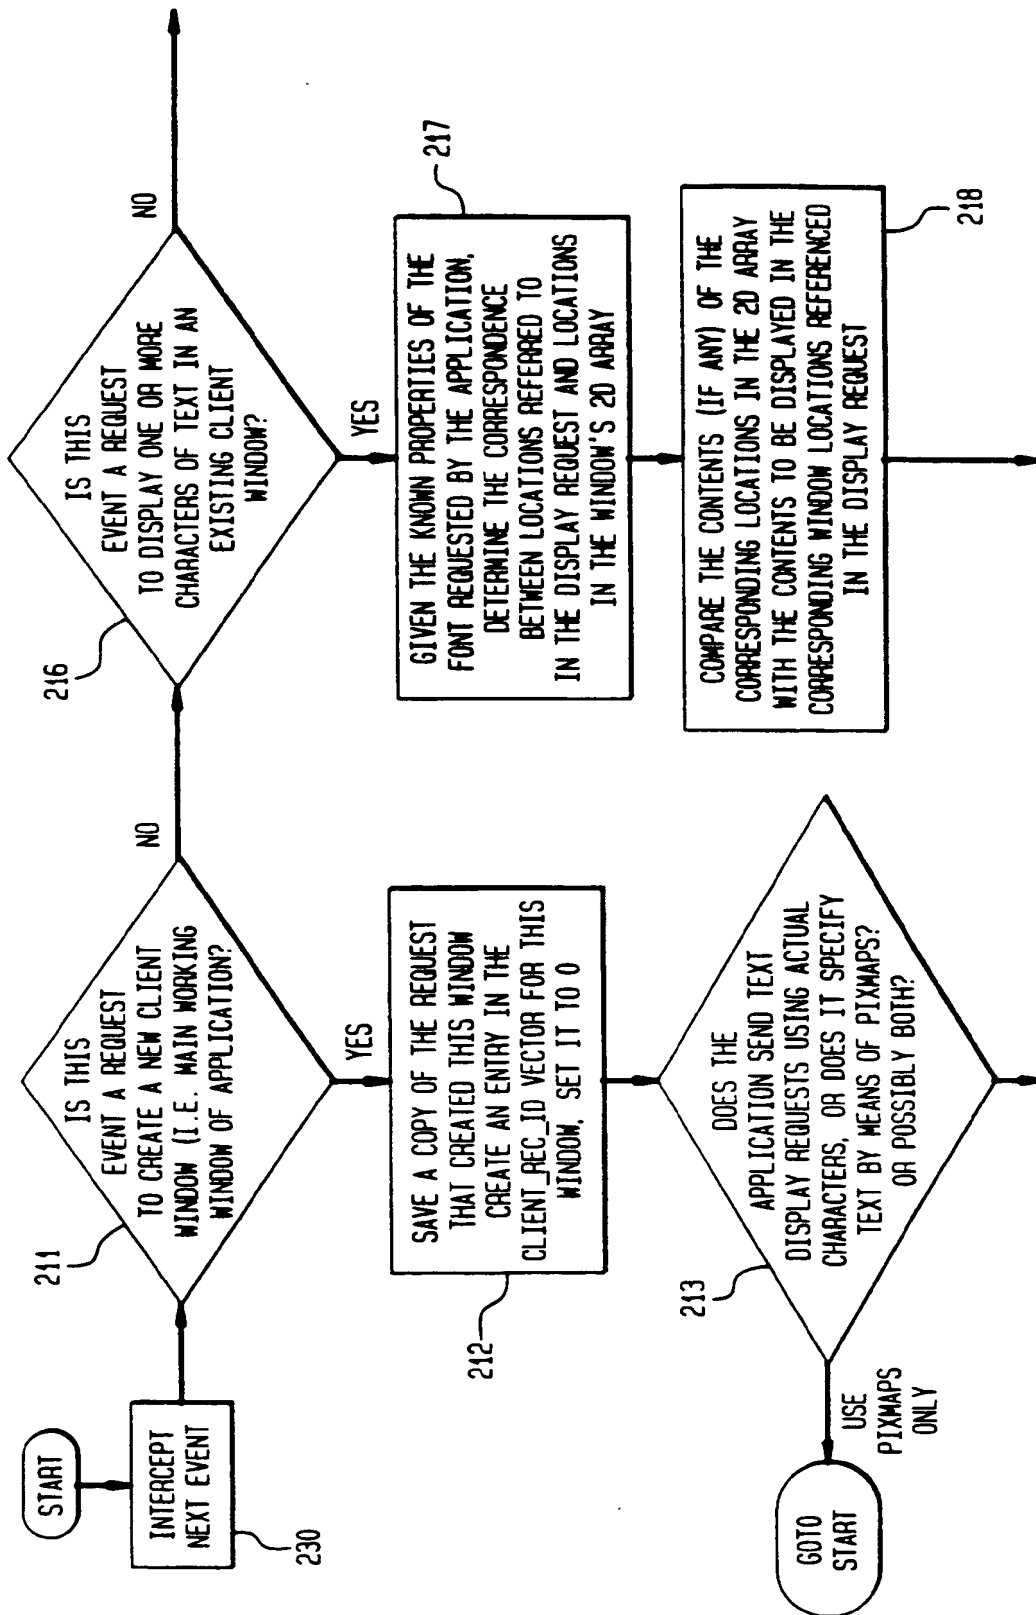 START
INTERCEPT
NEXT EVENT
230
IS THIS
EVENT A REQUEST
TO CREATE A NEW CLIENT
WINDOW (I.E. MAIN WORKING
WINDOW OF APPLICATION?
211
NO
YES
SAVE A COPY OF THE REQUEST
THAT CREATED THIS WINDOW
CREATE AN ENTRY IN THE
CLIENT_REC_ID VECTOR FOR THIS
WINDOW, SET IT TO 0
212
DOES THE
APPLICATION SEND TEXT
DISPLAY REQUESTS USING ACTUAL
CHARACTERS, OR DOES IT SPECIFY
TEXT BY MEANS OF PIXMAPS?
OR POSSIBLY BOTH?
213
USE
PIXMAPS
ONLY
GOTO
START
IS THIS
EVENT A REQUEST
TO DISPLAY ONE OR MORE
CHARACTERS OF TEXT IN AN
EXISTING CLIENT
WINDOW?
216
NO
YES
GIVEN THE KNOWN PROPERTIES OF THE
FONT REQUESTED BY THE APPLICATION,
DETERMINE THE CORRESPONDENCE
BETWEEN LOCATIONS REFERRED TO
IN THE DISPLAY REQUEST AND LOCATIONS
IN THE WINDOW'S 2D ARRAY
217
COMPARE THE CONTENTS (IF ANY) OF THE
CORRESPONDING LOCATIONS IN THE 2D ARRAY
WITH THE CONTENTS TO BE DISPLAYED IN THE
CORRESPONDING WINDOW LOCATIONS REFERENCED
IN THE DISPLAY REQUEST
218